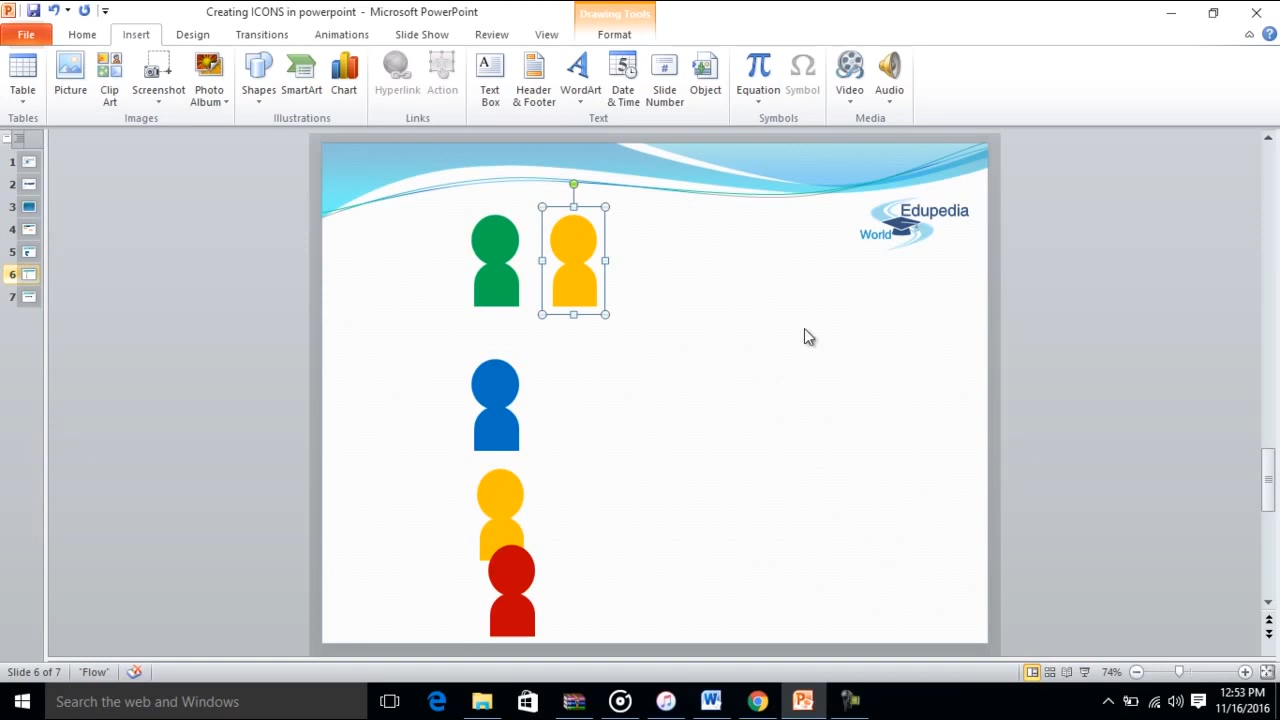 Creating ICONS in powerpoint - Microsoft PowerPoint
Drawing Tools
File Home Insert Design Transitions Animations Slide Show Review View Format
Table Picture Clip Art Screenshot Photo Album Shapes SmartArt Chart Hyperlink Action Text Box Header & Footer WordArt Date & Time Slide Number Object Equation Symbol Video Audio
Tables Images Illustrations Links Text Symbols Media
1
2
3
4
5
6
7
Edupedia
World
Slide 6 of 7 "Flow" 74%
Search the web and Windows
12:53 PM
11/16/2016